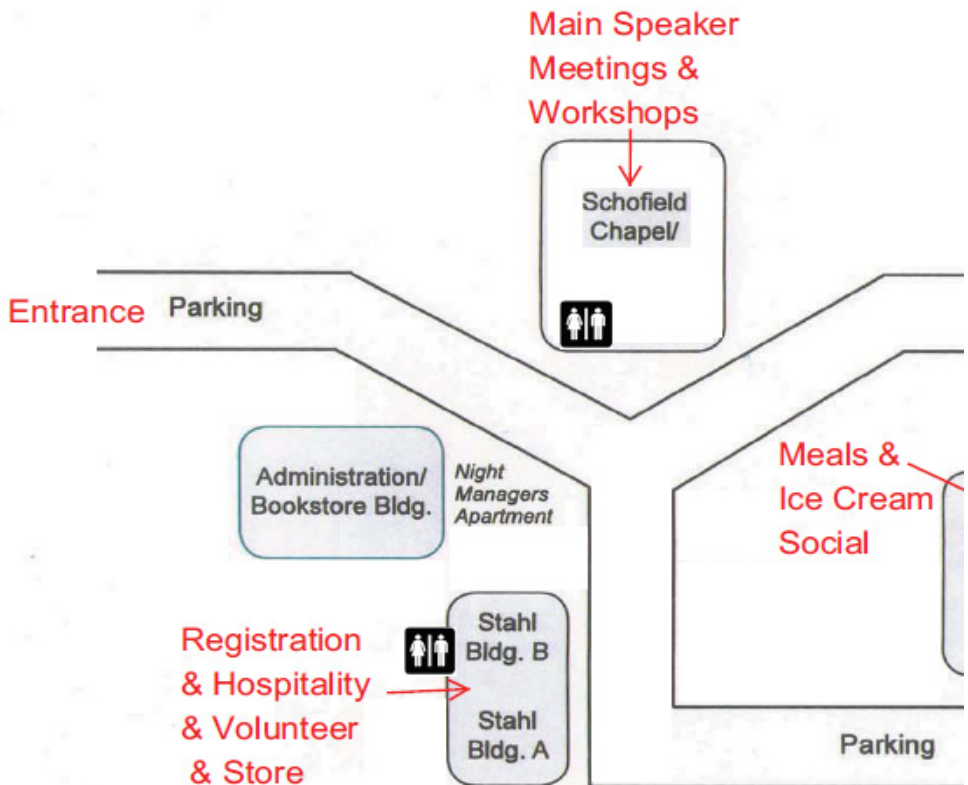 Main Speaker
Meetings &
Workshops
Schofield
Chapel/
Entrance
Parking
Administration/
Bookstore Bldg.
Night
Managers
Apartment
Meals &
Ice Cream
Social
Registration
& Hospitality
& Volunteer
& Store
Stahl
Bldg. B
Stahl
Bldg. A
Parking